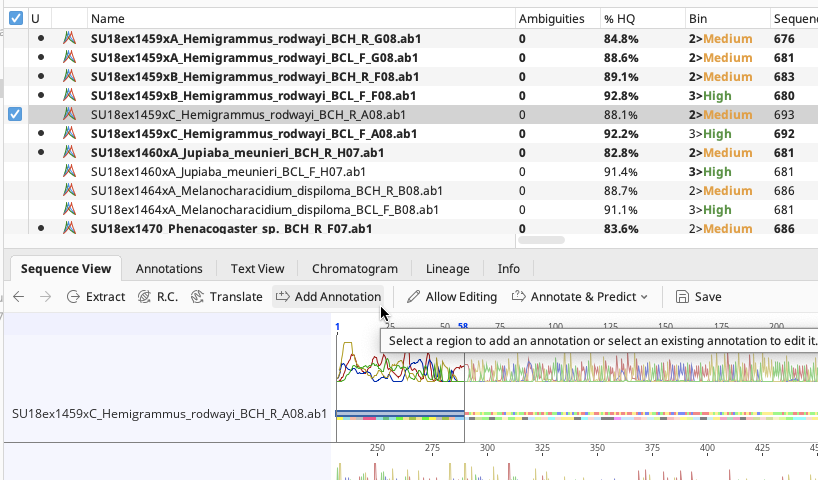 U Name Ambiguities % HQ Bin Sequenc
SU18ex1459xA_Hemigrammus_rodwayi_BCH_R_G08.ab1 0 84.8% 2>Medium 676
SU18ex1459xA_Hemigrammus_rodwayi_BCL_F_G08.ab1 0 88.6% 2>Medium 681
SU18ex1459xB_Hemigrammus_rodwayi_BCH_R_F08.ab1 0 89.1% 2>Medium 683
SU18ex1459xB_Hemigrammus_rodwayi_BCL_F_F08.ab1 0 92.8% 3>High 680
SU18ex1459xC_Hemigrammus_rodwayi_BCH_R_A08.ab1 0 88.1% 2>Medium 693
SU18ex1459xC_Hemigrammus_rodwayi_BCL_F_A08.ab1 0 92.2% 3>High 692
SU18ex1460xA_Jupiaba_meunieri_BCH_R_H07.ab1 0 82.8% 2>Medium 681
SU18ex1460xA_Jupiaba_meunieri_BCL_F_H07.ab1 0 91.4% 3>High 681
SU18ex1464xA_Melanocharacidium_dispiloma_BCH_R_B08.ab1 0 88.7% 2>Medium 686
SU18ex1464xA_Melanocharacidium_dispiloma_BCL_F_B08.ab1 0 91.1% 3>High 681
SU18ex1470_Phenacogaster_sp._BCH_R_F07.ab1 0 83.6% 2>Medium 686
Sequence View Annotations Text View Chromatogram Lineage Info
Extract R.C. Translate Add Annotation Allow Editing Annotate & Predict Save
1 25 50 58 75 100 125 150 175 200
Select a region to add an annotation or select an existing annotation to edit it.
SU18ex1459xC_Hemigrammus_rodwayi_BCH_R_A08.ab1
250 275 300 325 350 375 400 425 45